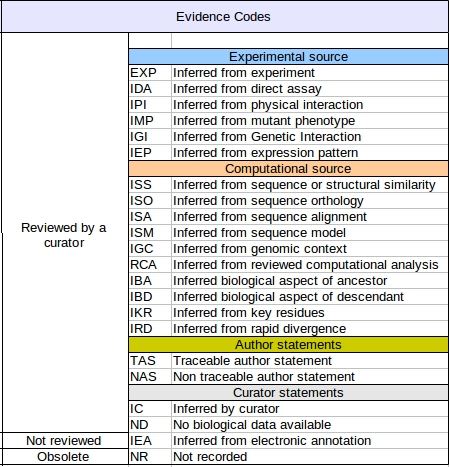 Evidence Codes
Experimental source
EXP Inferred from experiment
IDA Inferred from direct assay
IPI Inferred from physical interaction
IMP Inferred from mutant phenotype
IGI Inferred from Genetic Interaction
IEP Inferred from expression pattern
Computational source
ISS Inferred from sequence or structural similarity
ISO Inferred from sequence orthology
ISA Inferred from sequence alignment
Reviewed by a
curator
ISM Inferred from sequence model
IGC Inferred from genomic context
RCA Inferred from reviewed computational analysis
IBA Inferred biological aspect of ancestor
IBD Inferred biological aspect of descendant
IKR Inferred from key residues
IRD Inferred from rapid divergence
Author statements
TAS Traceable author statement
NAS Non traceable author statement
Curator statements
IC Inferred by curator
ND No biological data available
Not reviewed IEA Inferred from electronic annotation
Obsolete NR Not recorded